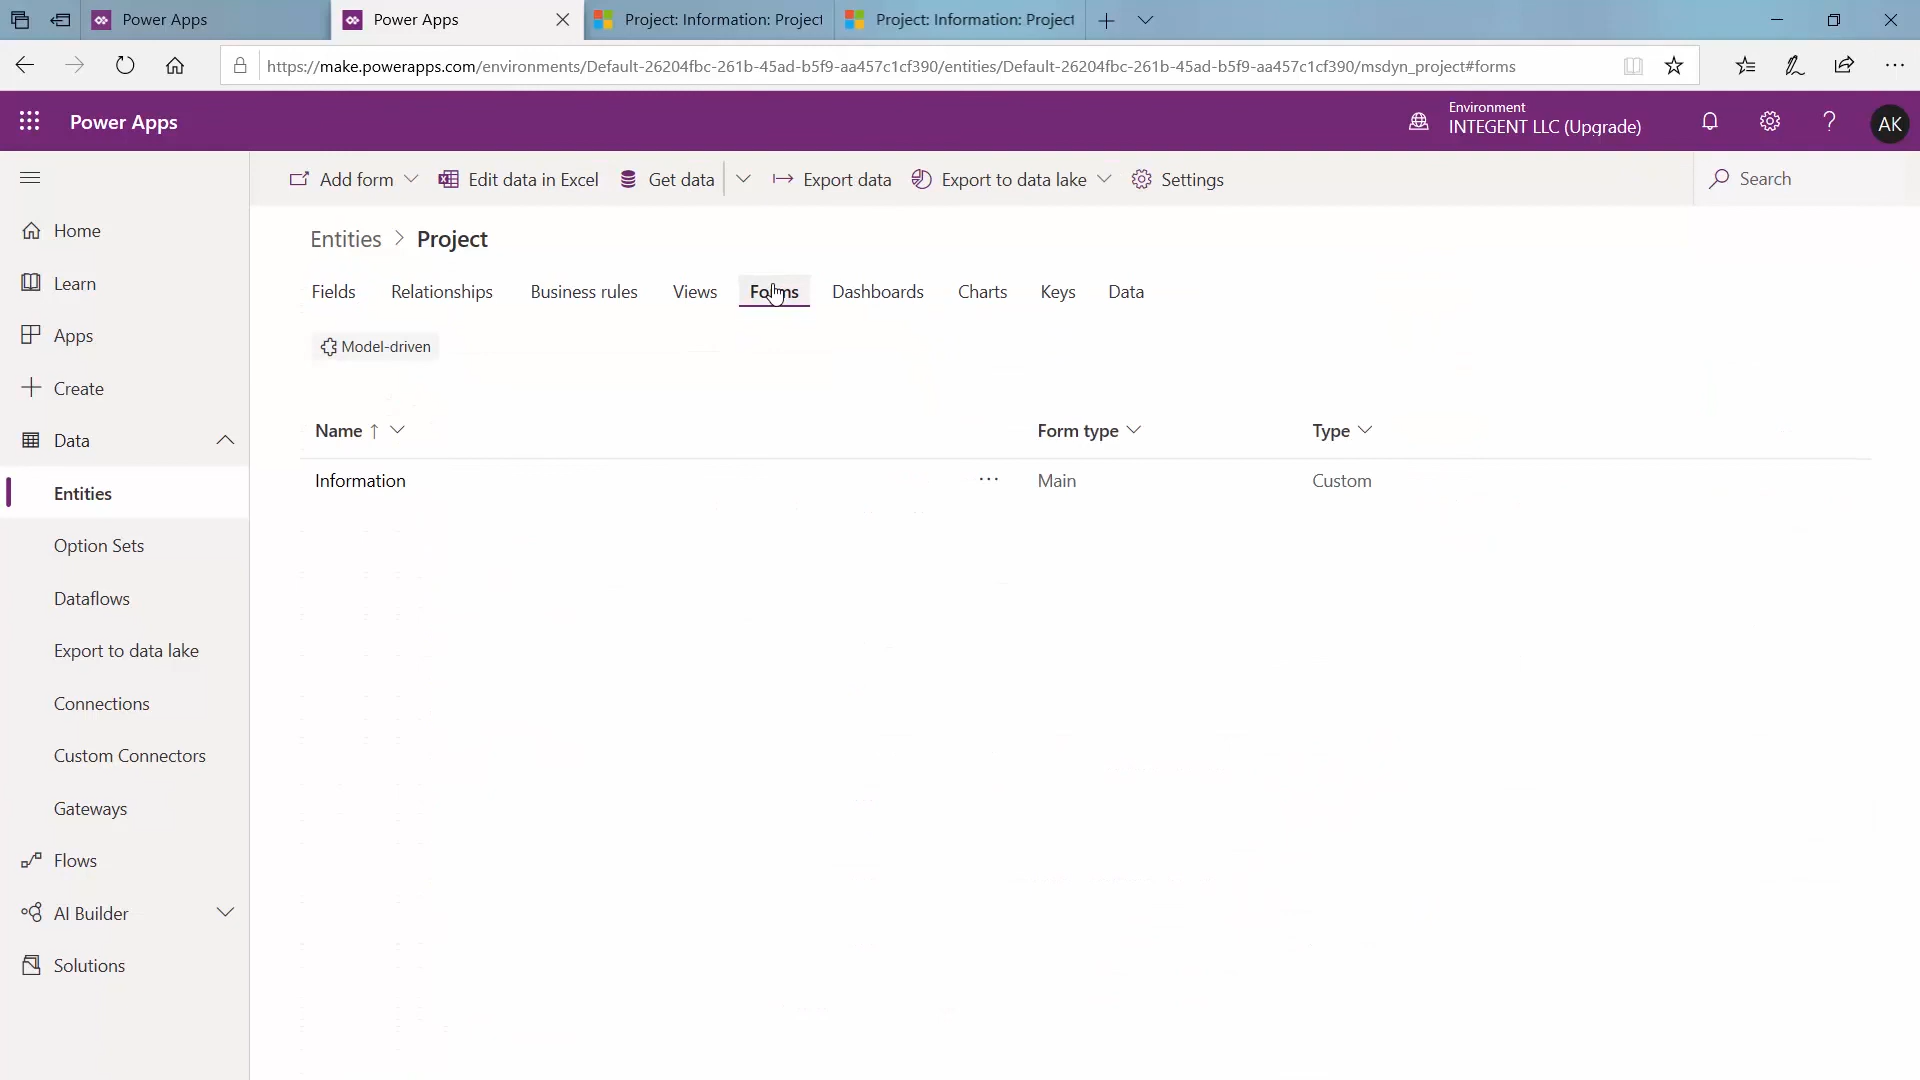 Power Apps
Power Apps
Project: Information: Project
Project: Information: Project
https://make.powerapps.com/environments/Default-26204fbc-261b-45ad-b5f9-aa457c1cf390/entities/Default-26204fbc-261b-45ad-b5f9-aa457c1cf390/msdyn_project#forms
Power Apps
Environment
INTEGENT LLC (Upgrade)
AK
Add form
Edit data in Excel
Get data
Export data
Export to data lake
Settings
Search
Home
Learn
Apps
Create
Data
Entities
Option Sets
Dataflows
Export to data lake
Connections
Custom Connectors
Gateways
Flows
AI Builder
Solutions
Entities > Project
Fields Relationships Business rules Views Forms Dashboards Charts Keys Data
Model-driven
Name Form type Type
Information ... Main Custom